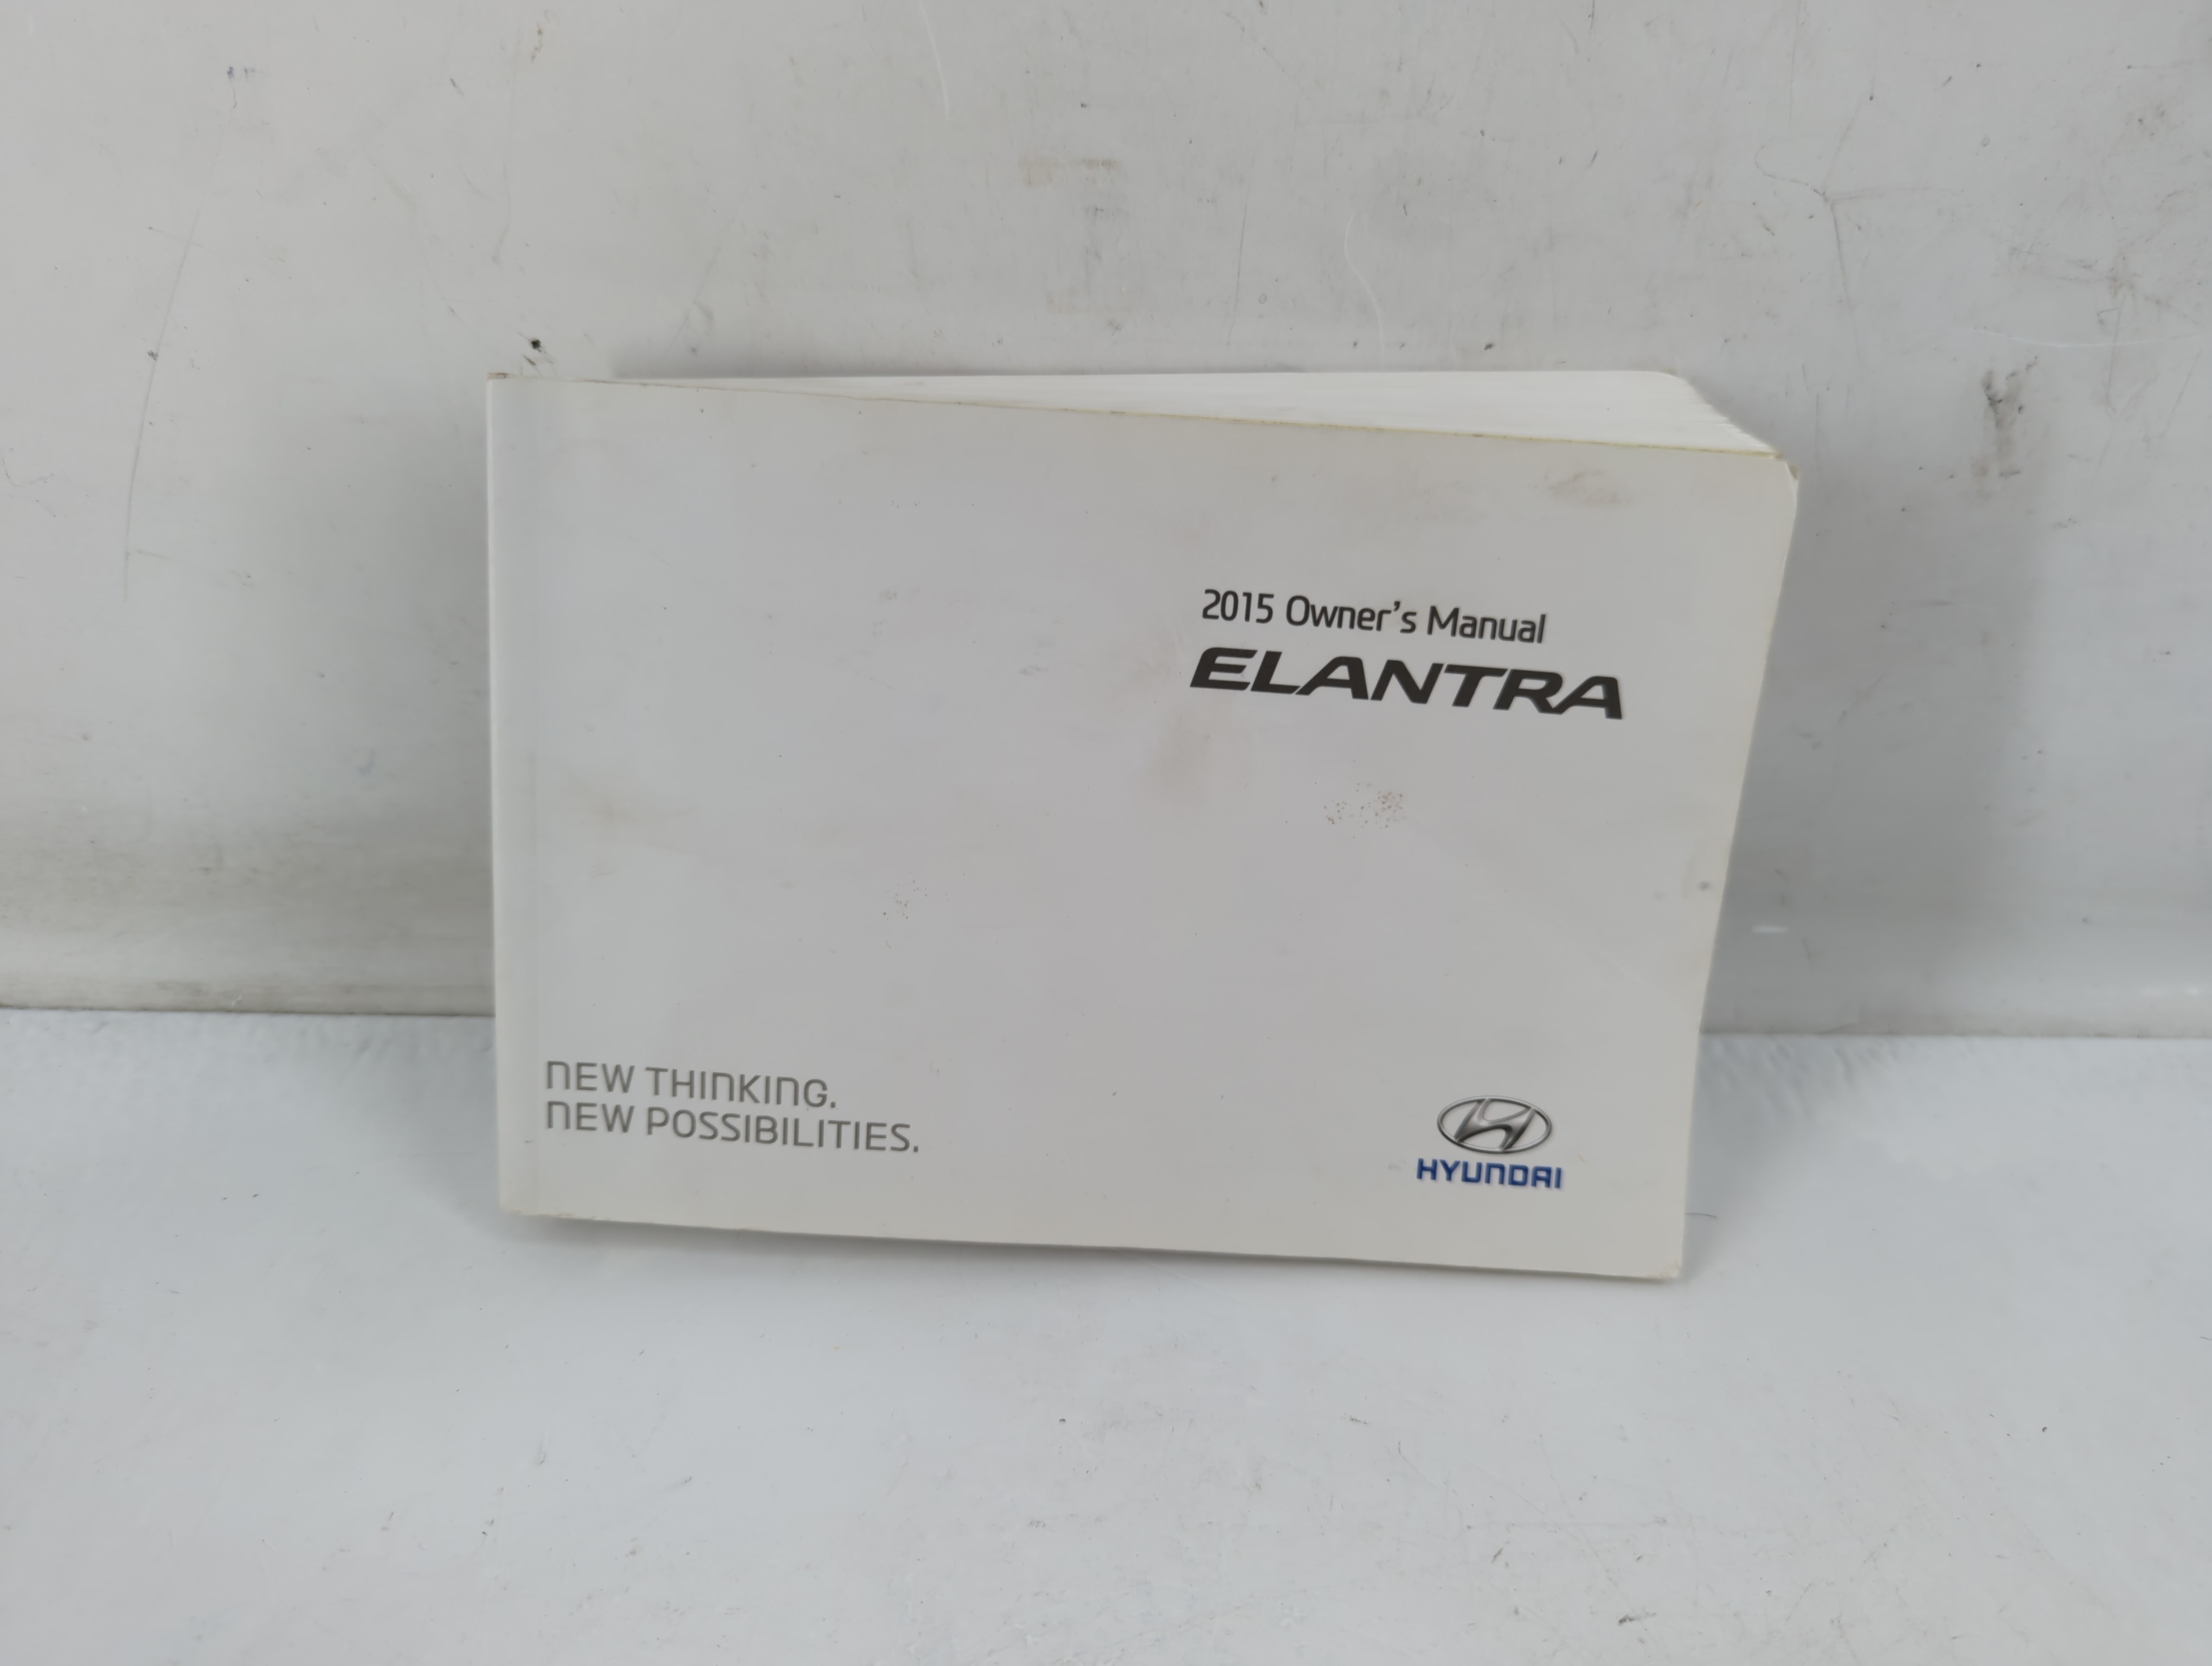 2015 Owner's Manual
ELANTRA
NEW THINKING.
NEW POSSIBILITIES.
HYUNDAI